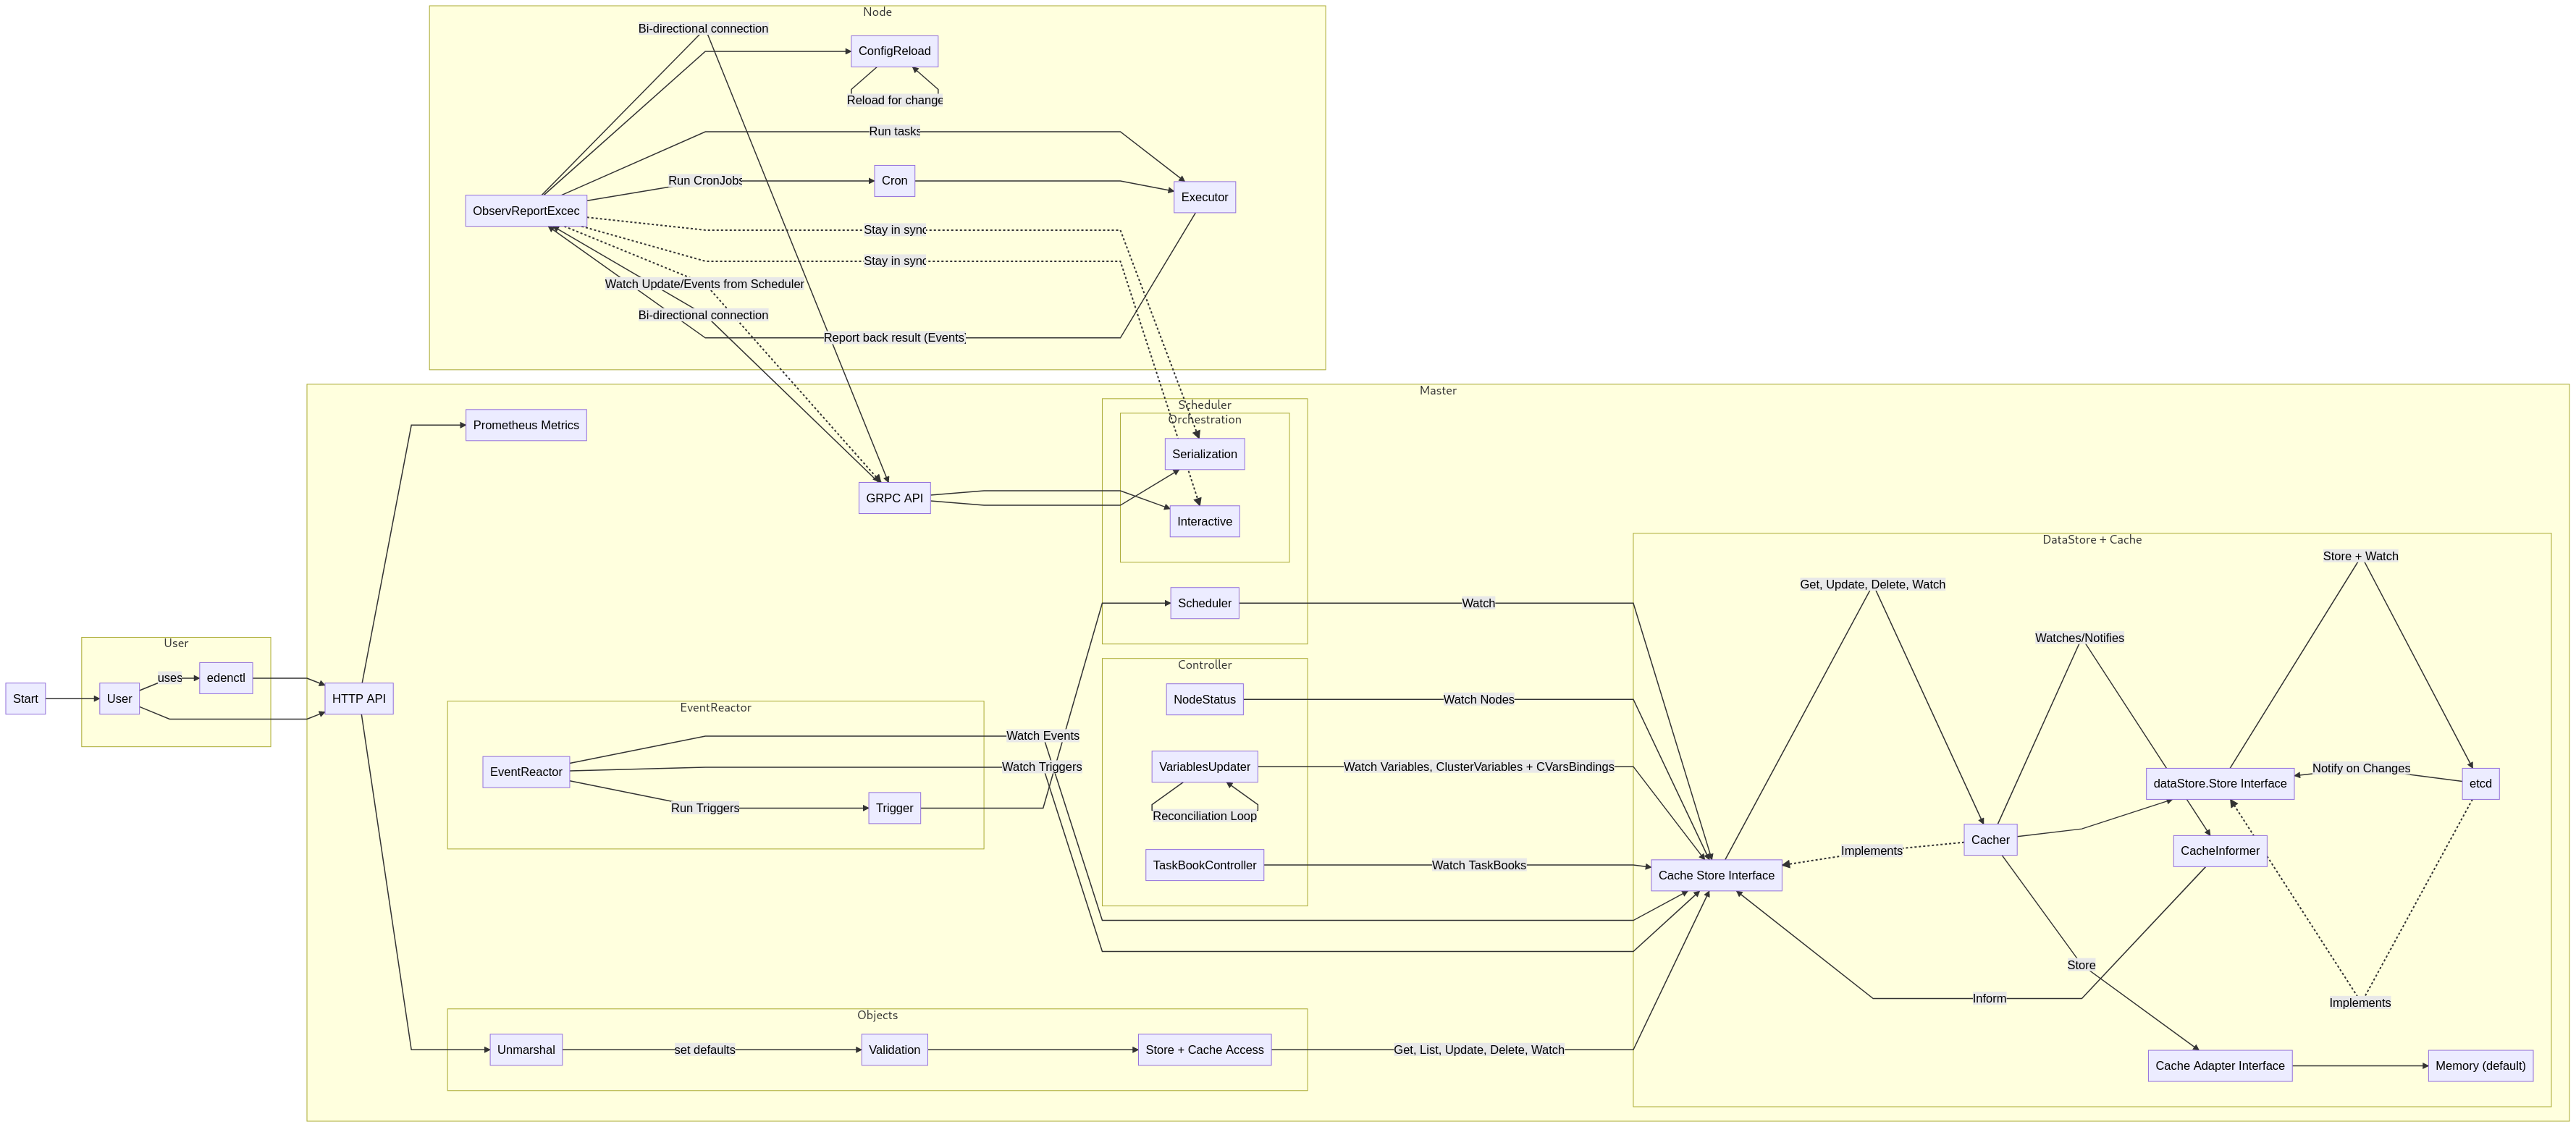 Node
Bi-directional connection
ConfigReload
Reload for change
Run tasks
Run CronJobs
Cron
Executor
ObservReportExcec
Stay in sync
Stay in sync
Watch Update/Events from Scheduler
Bi-directional connection
Report back result (Events)
Master
Scheduler
Orchestration
Prometheus Metrics
Serialization
GRPC API
Interactive
DataStore + Cache
Store + Watch
Get, Update, Delete, Watch
Scheduler
Watch
Watches/Notifies
User
Controller
Start
User
uses
edenctl
HTTP API
NodeStatus
Watch Nodes
EventReactor
Watch Events
EventReactor
Watch Triggers
VariablesUpdater
Watch Variables, ClusterVariables + CVarsBindings
Notify on Changes
dataStore.Store Interface
etcd
Run Triggers
Trigger
Reconciliation Loop
Cacher
Implements
CacheInformer
TaskBookController
Watch TaskBooks
Cache Store Interface
Store
Inform
Implements
Objects
Unmarshal
set defaults
Validation
Store + Cache Access
Get, List, Update, Delete, Watch
Cache Adapter Interface
Memory (default)